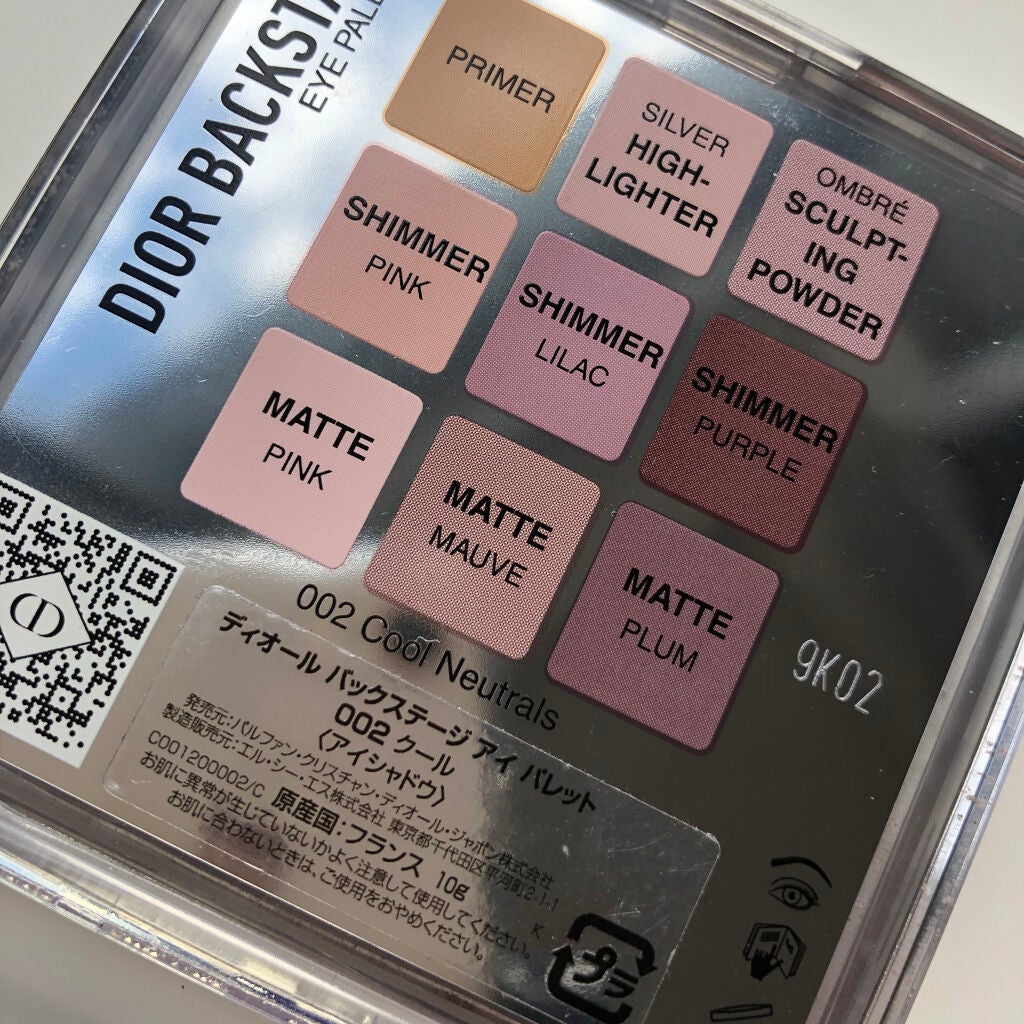 DIOR BACKSTA
EYE PAL
PRIMER
SILVER
HIGH-
LIGHTER
OMBRÉ
SCULPT-
ING
POWDER
SHIMMER
PINK
SHIMMER
LILAC
SHIMMER
PURPLE
MATTE
PINK
MATTE
MAUVE
MATTE
PLUM
002 Cool Neutrals
9K02
ディオール バックステージ アイ パレット
002 クール
〈アイシャドウ〉
発売元:パルファン・クリスチャン・ディオール・ジャポン株式会社
製造販売元:エル・シー・エス株式会社 東京都千代田区平河町2-1-1
C001200002/C 原産国:フランス 10g
お肌に異常が生じていないかよく注意して使用してください。
お肌に合わないときは、ご使用をおやめください。
K
プラ